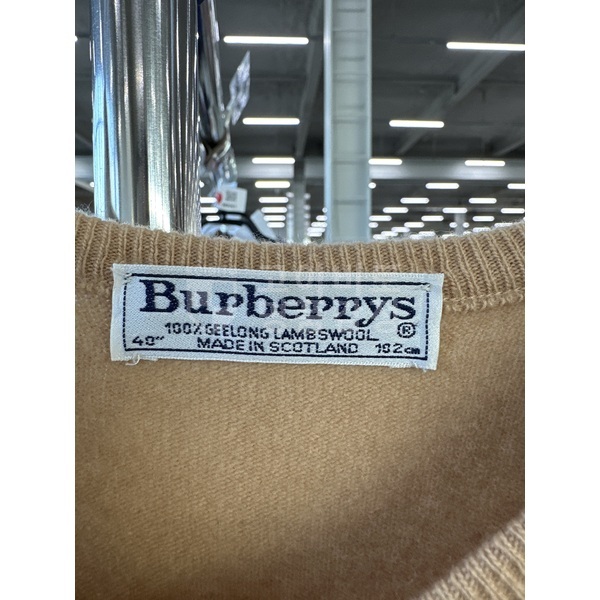 Burberrys
100% GEELONG LAMBSWOOL ®
40" MADE IN SCOTLAND 102cm